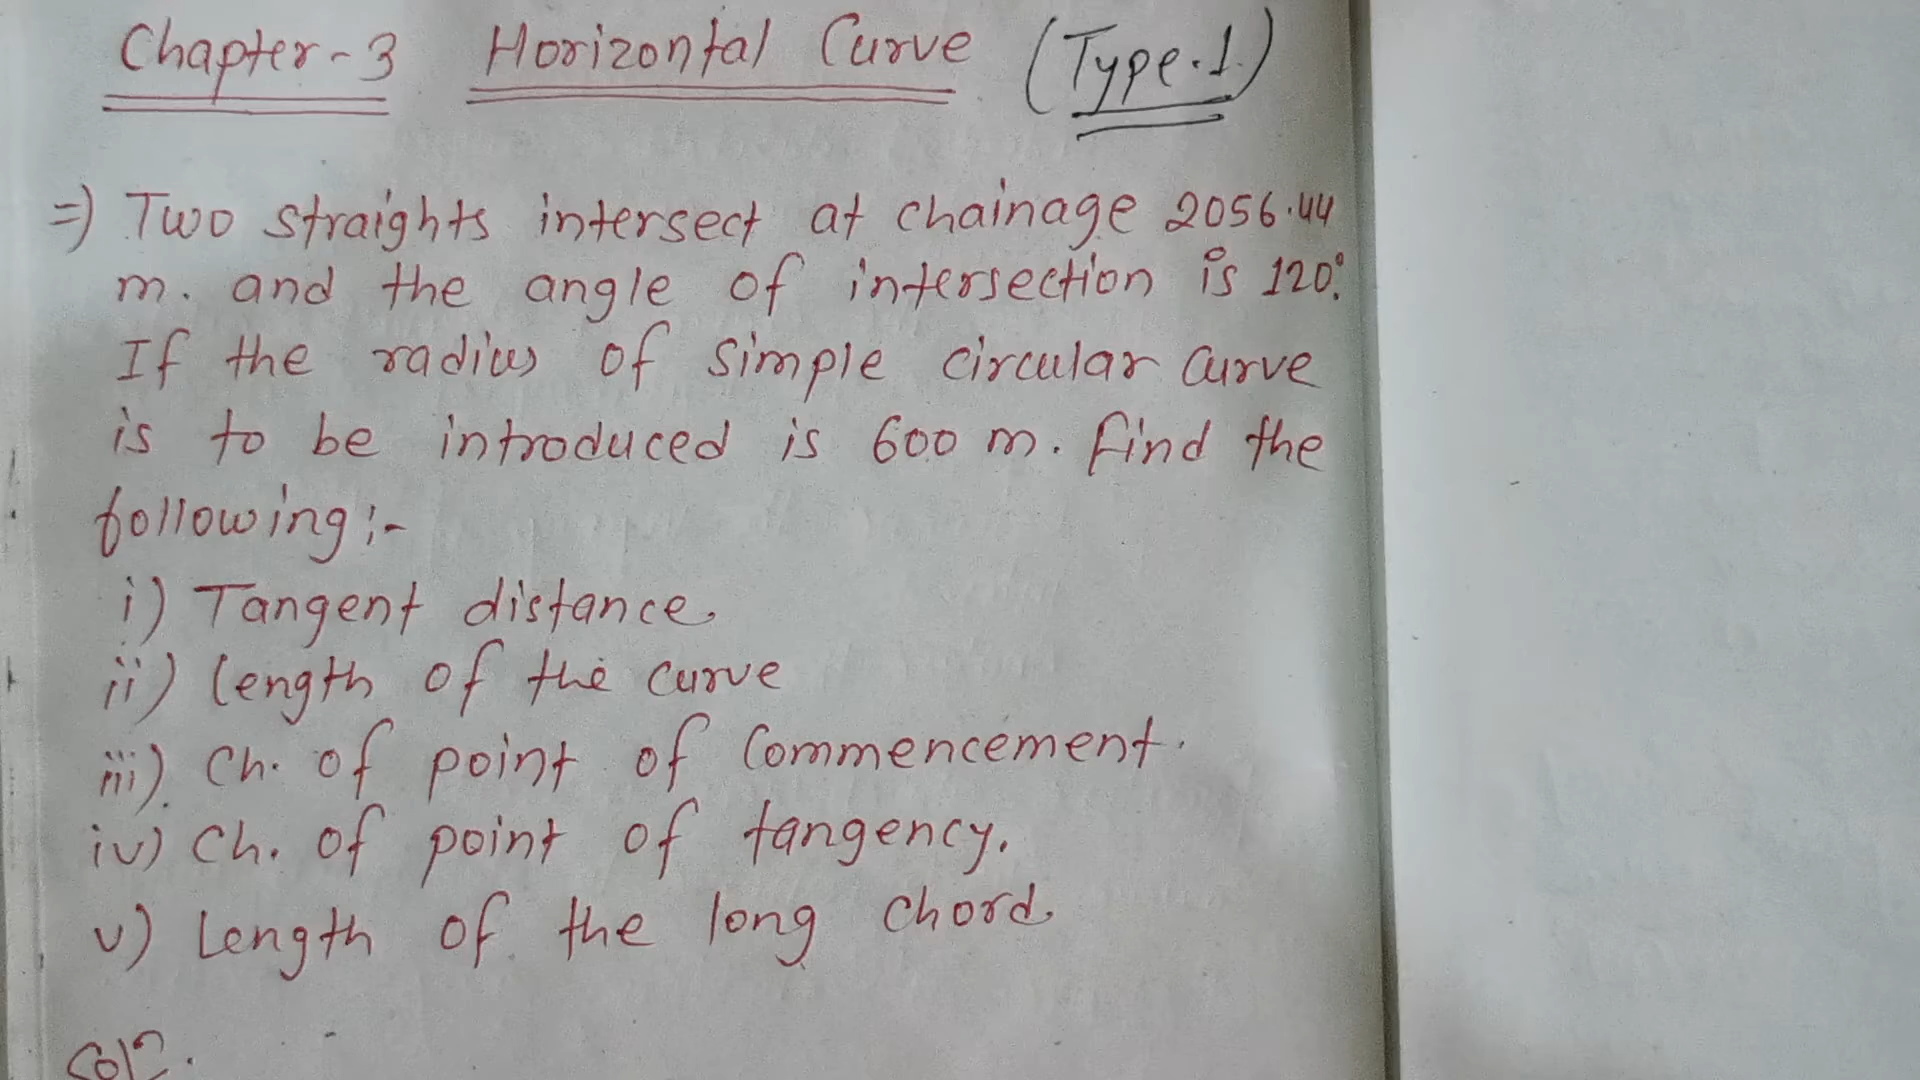 Chapter-3 Horizontal Curve (Type.1.)
=) Two straights intersect at chainage 2056.44
m. and the angle of intersection is 120°.
If the radius of simple circular curve
is to be introduced is 600 m. find the
following:-
i) Tangent distance.
ii) length of the curve
iii) Ch. of point of Commencement.
iv) Ch. of point of tangency.
v) Length of the long chord.
Sol?.